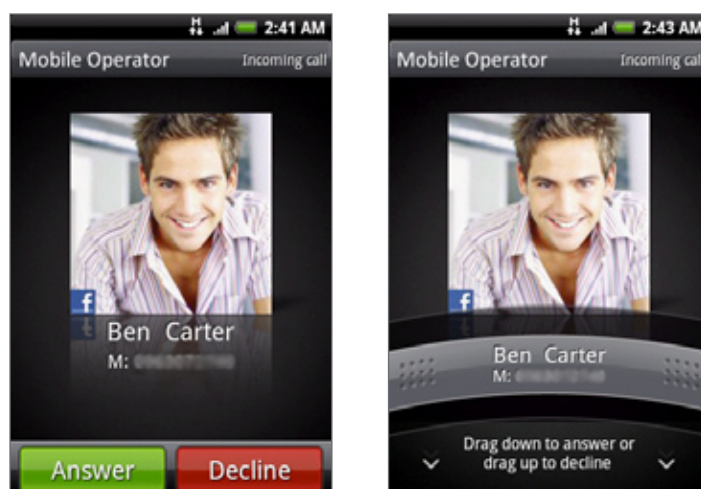 2:41 AM
Mobile Operator
Incoming call
f
Ben Carter
M:
Answer
Decline
2:43 AM
Mobile Operator
Incoming cal
f
Ben Carter
M:
Drag down to answer or
drag up to decline